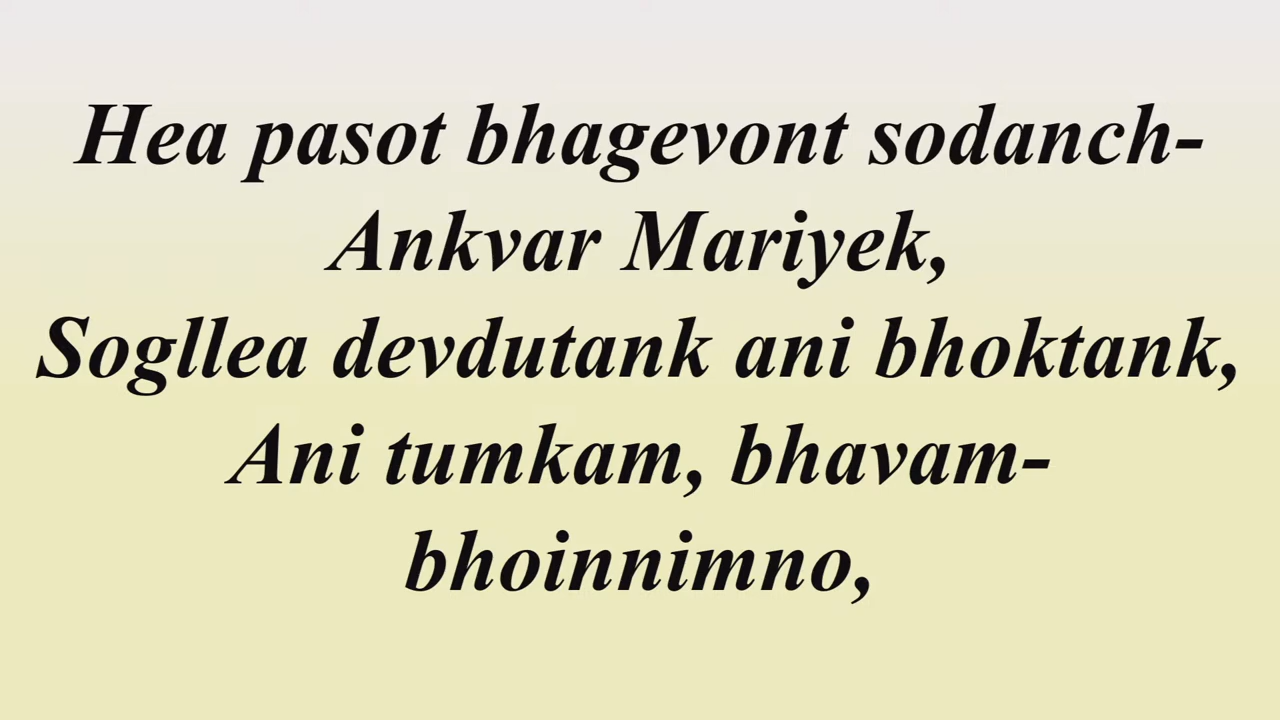 Hea pasot bhagevont sodanch-
Ankvar Mariyek,
Sogllea devdutank ani bhoktank,
Ani tumkam, bhavam-
bhoinnimno,